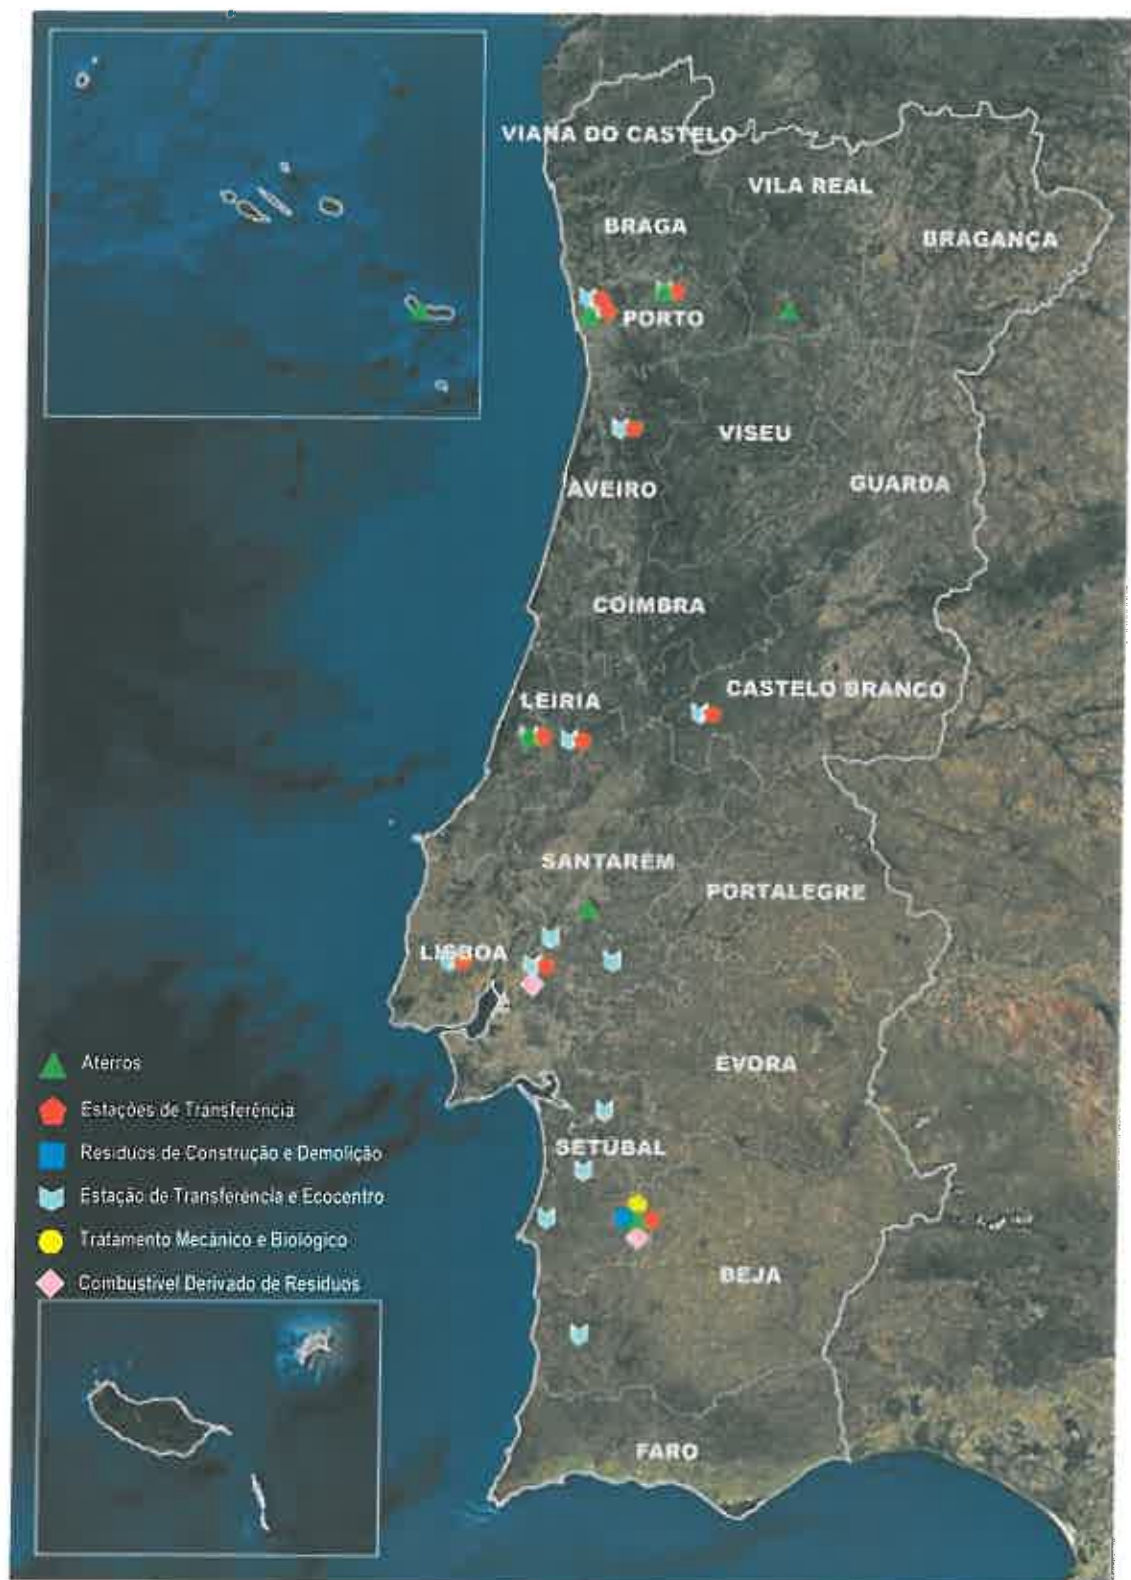 VIANA DO CASTELO
VILA REAL
BRAGA
BRAGANÇA
PORTO
VISEU
AVEIRO
GUARDA
COIMBRA
CASTELO BRANCO
LEIRIA
SANTARÉM
PORTALEGRE
LISBOA
Aterros
ÉVORA
Estações de Transferência
SETÚBAL
Resíduos de Construção e Demolição
Estação de Transferência e Ecocentro
Tratamento Mecânico e Biológico
BEJA
Combustível Derivado de Resíduos
FARO